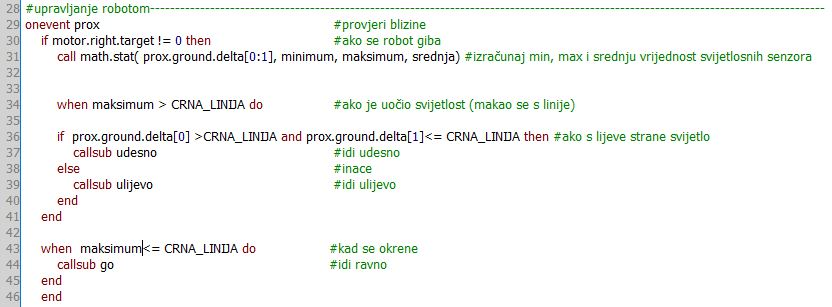 28 #upravljanje robotom------------------------------------------------------------------------------------------------------------------------
29 onevent prox #provjeri blizine
30 if motor.right.target != 0 then #ako se robot giba
31 call math.stat( prox.ground.delta[0:1], minimum, maksimum, srednja) #izračunaj min, max i srednju vrijednost svijetlosnih senzora
32
33
34 when maksimum > CRNA_LINIJA do #ako je uočio svijetlost (makao se s linije)
35
36 if prox.ground.delta[0] >CRNA_LINIJA and prox.ground.delta[1]<= CRNA_LINIJA then #ako s lijeve strane svijetlo
37 callsub udesno #idi udesno
38 else #inace
39 callsub ulijevo #idi ulijevo
40 end
41 end
42
43 when maksimum<= CRNA_LINIJA do #kad se okrene
44 callsub go #idi ravno
45 end
46 end